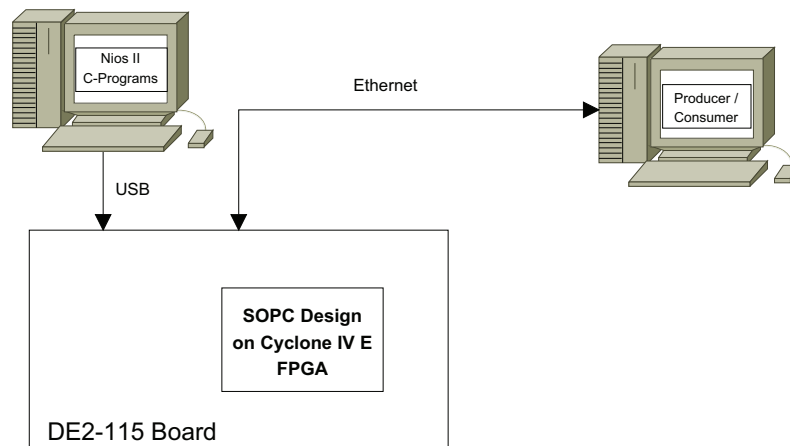 Nios II
C-Programs
Ethernet
Producer /
Consumer
USB
SOPC Design
on Cyclone IV E
FPGA
DE2-115 Board